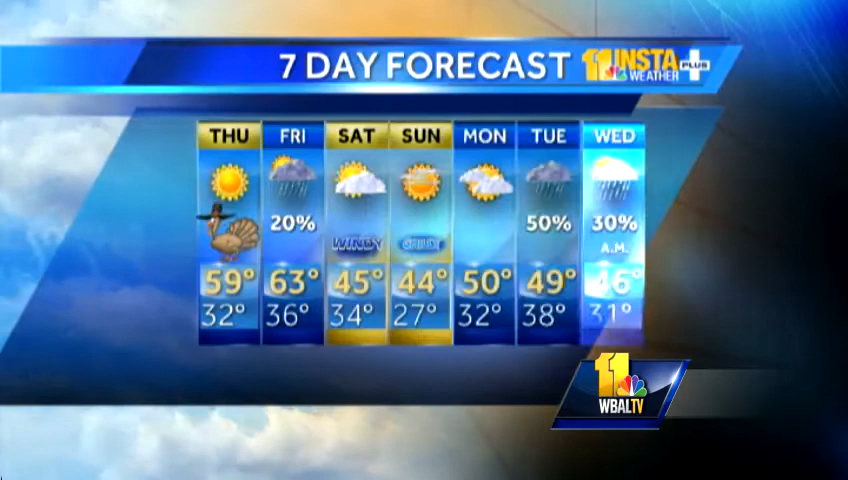 7 DAY FORECAST
11 INSTA
WEATHER PLUS
THU FRI SAT SUN MON TUE WED
20% 50% 30%
WINDY A.M.
59° 63° 45° 44° 50° 49° 46°
32° 36° 34° 27° 32° 38° 31°
11
WBALTV